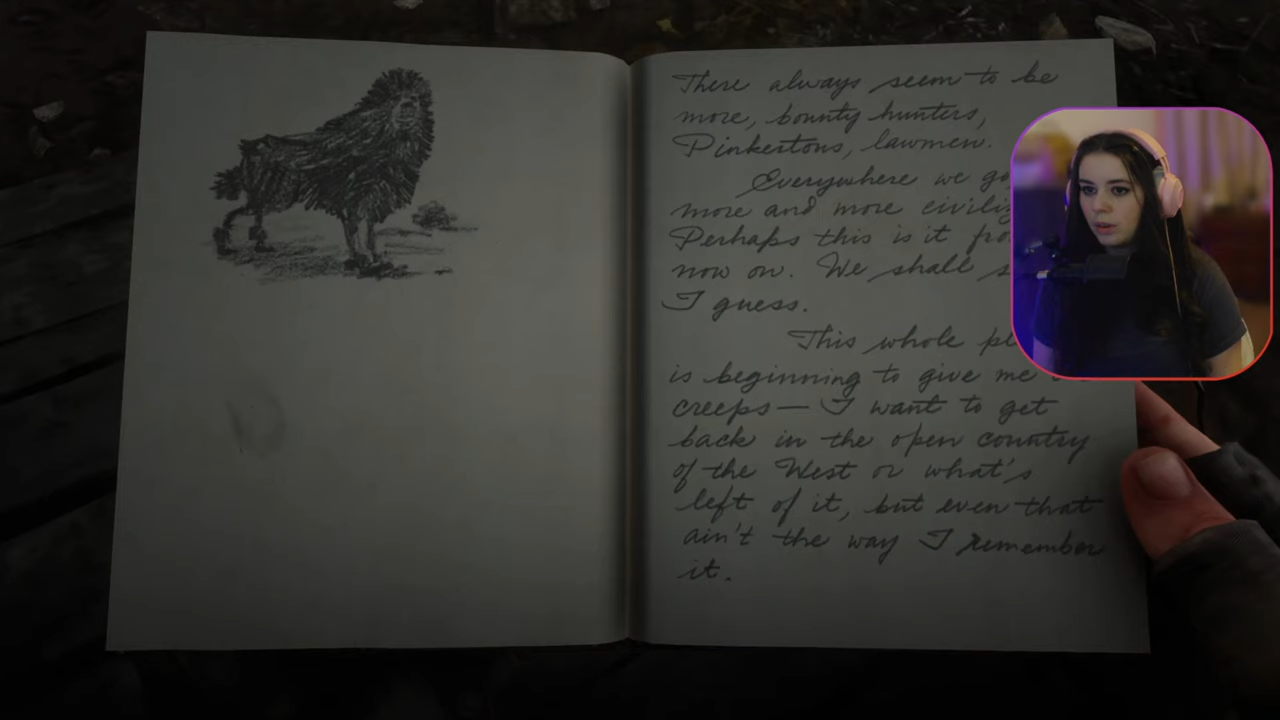 There always seem to be
more, bounty hunters,
Pinkertons, lawmen.
Everywhere we go
more and more
Perhaps this is it
now on. We shall
I guess.
This whole
is beginning to give me
creeps— I want to get
back in the open country
of the West or what's
left of it, but even that
ain't the way I remember
it.